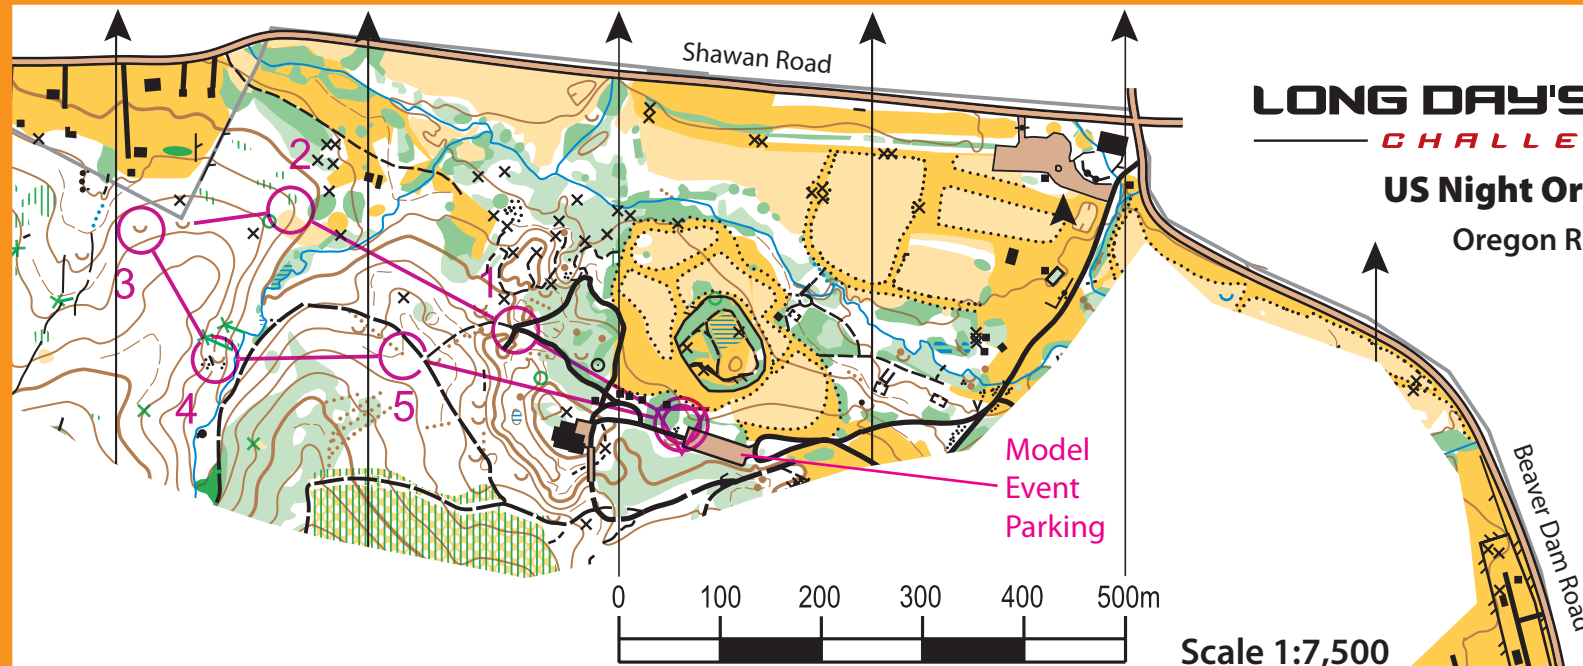 Shawan Road
LONG DAY'S
CHALLE
US Night Or
Oregon R
2
3
1
4
5
Model
Event
Parking
Beaver Dam Road
0 100 200 300 400 500m
Scale 1:7,500